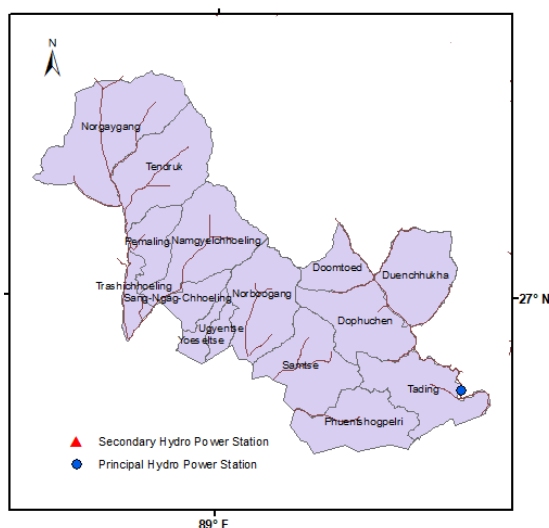 N
Norgaygang
Tendruk
Pemaling
Namgyelchhoeling
Doomtoed
Duenchhukha
Trashichhoeling
Sang-Ngag-Chhoeling
Norboogang
27° N
Dophuchen
Ugyentse
Yoeseltse
Samtse
Tading
Phuentshogpelri
Secondary Hydro Power Station
Principal Hydro Power Station
89° E